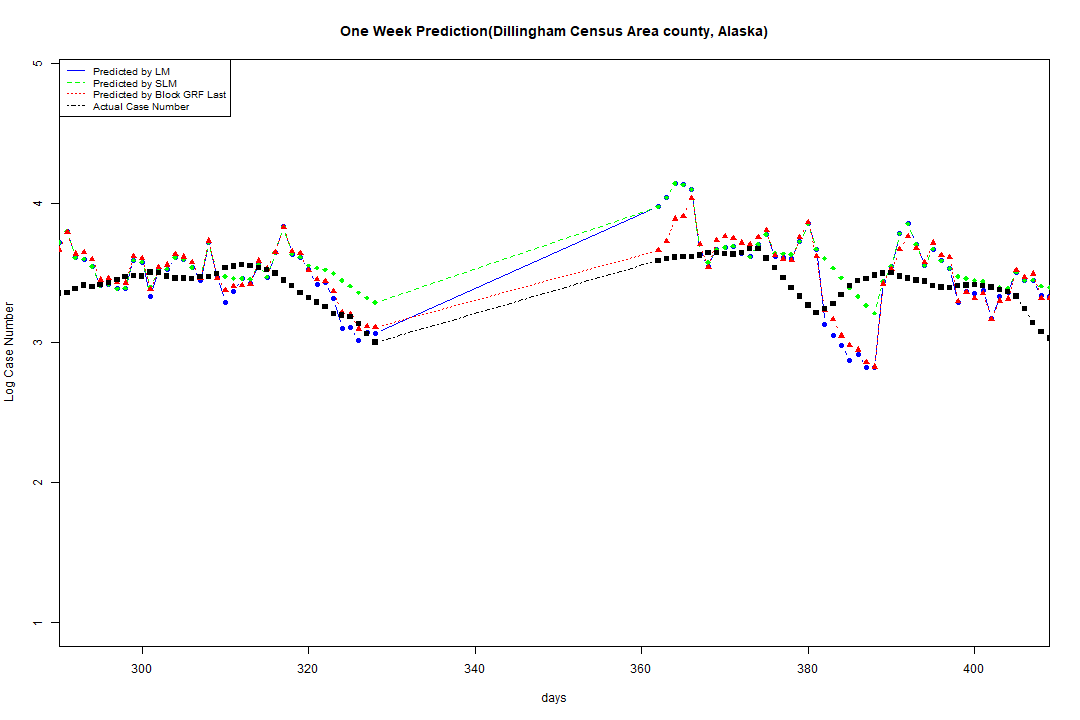 One Week Prediction(Dillingham Census Area county, Alaska)
Predicted by LM
Predicted by SLM
Predicted by Block GRF Last
Actual Case Number
5
4
3
2
1
Log Case Number
300 320 340 360 380 400
days